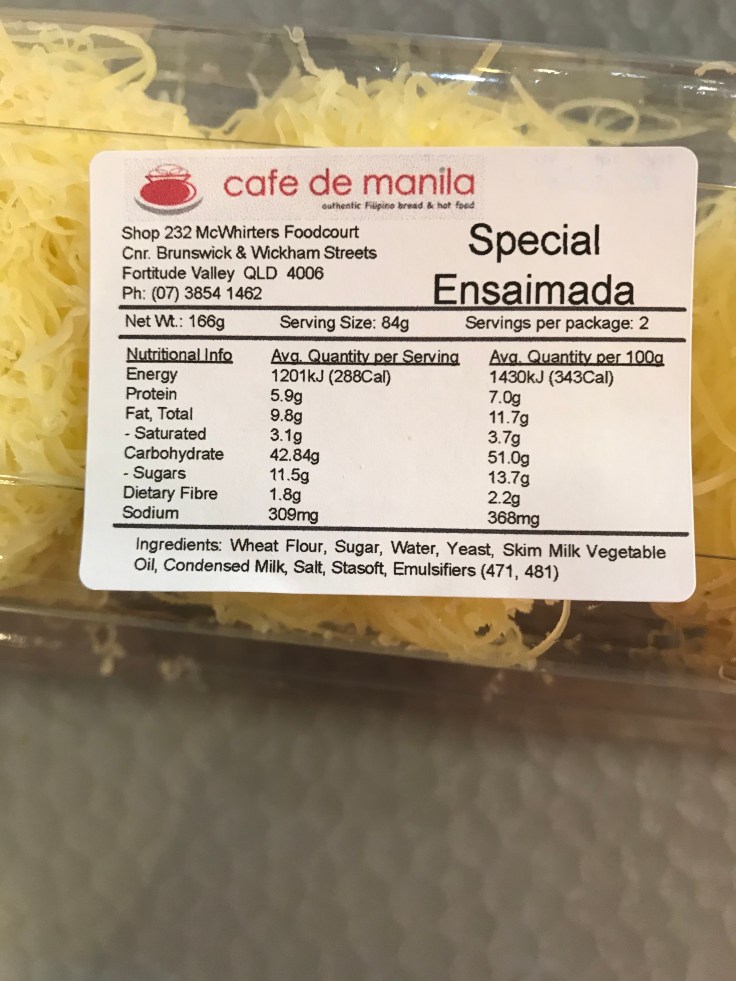 cafe de manila
authentic Filipino bread & hot food
Shop 232 McWhirters Foodcourt
Cnr. Brunswick & Wickham Streets
Fortitude Valley QLD 4006
Ph: (07) 3854 1462
Special
Ensaimada
Net Wt.: 166g Serving Size: 84g Servings per package: 2
Nutritional Info Avg. Quantity per Serving Avg. Quantity per 100g
Energy 1201kJ (288Cal) 1430kJ (343Cal)
Protein 5.9g 7.0g
Fat, Total 9.8g 11.7g
- Saturated 3.1g 3.7g
Carbohydrate 42.84g 51.0g
- Sugars 11.5g 13.7g
Dietary Fibre 1.8g 2.2g
Sodium 309mg 368mg
Ingredients: Wheat Flour, Sugar, Water, Yeast, Skim Milk Vegetable
Oil, Condensed Milk, Salt, Stasoft, Emulsifiers (471, 481)